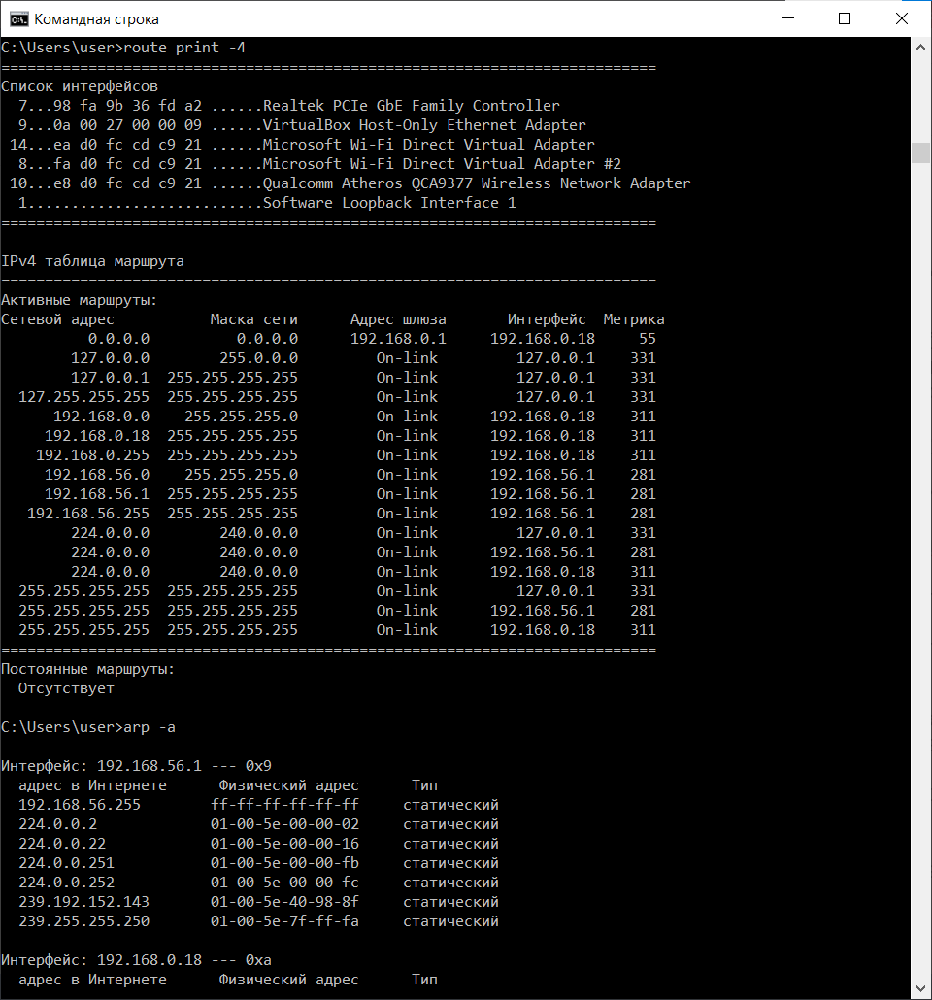 Командная строка
C:\Users\user>route print -4
===========================================================================
Список интерфейсов
  7...98 fa 9b 36 fd a2 ......Realtek PCIe GbE Family Controller
  9...0a 00 27 00 00 09 ......VirtualBox Host-Only Ethernet Adapter
 14...ea d0 fc cd c9 21 ......Microsoft Wi-Fi Direct Virtual Adapter
  8...fa d0 fc cd c9 21 ......Microsoft Wi-Fi Direct Virtual Adapter #2
 10...e8 d0 fc cd c9 21 ......Qualcomm Atheros QCA9377 Wireless Network Adapter
  1...........................Software Loopback Interface 1
===========================================================================
IPv4 таблица маршрута
===========================================================================
Активные маршруты:
Сетевой адрес           Маска сети      Адрес шлюза       Интерфейс  Метрика
          0.0.0.0          0.0.0.0      192.168.0.1     192.168.0.18     55
        127.0.0.0        255.0.0.0         On-link         127.0.0.1    331
        127.0.0.1  255.255.255.255         On-link         127.0.0.1    331
  127.255.255.255  255.255.255.255         On-link         127.0.0.1    331
      192.168.0.0    255.255.255.0         On-link      192.168.0.18    311
     192.168.0.18  255.255.255.255         On-link      192.168.0.18    311
    192.168.0.255  255.255.255.255         On-link      192.168.0.18    311
     192.168.56.0    255.255.255.0         On-link      192.168.56.1    281
     192.168.56.1  255.255.255.255         On-link      192.168.56.1    281
   192.168.56.255  255.255.255.255         On-link      192.168.56.1    281
        224.0.0.0        240.0.0.0         On-link         127.0.0.1    331
        224.0.0.0        240.0.0.0         On-link      192.168.56.1    281
        224.0.0.0        240.0.0.0         On-link      192.168.0.18    311
  255.255.255.255  255.255.255.255         On-link         127.0.0.1    331
  255.255.255.255  255.255.255.255         On-link      192.168.56.1    281
  255.255.255.255  255.255.255.255         On-link      192.168.0.18    311
===========================================================================
Постоянные маршруты:
  Отсутствует
C:\Users\user>arp -a
Интерфейс: 192.168.56.1 --- 0x9
  адрес в Интернете      Физический адрес      Тип
  192.168.56.255        ff-ff-ff-ff-ff-ff     статический
  224.0.0.2             01-00-5e-00-00-02     статический
  224.0.0.22            01-00-5e-00-00-16     статический
  224.0.0.251           01-00-5e-00-00-fb     статический
  224.0.0.252           01-00-5e-00-00-fc     статический
  239.192.152.143       01-00-5e-40-98-8f     статический
  239.255.255.250       01-00-5e-7f-ff-fa     статический
Интерфейс: 192.168.0.18 --- 0xa
  адрес в Интернете      Физический адрес      Тип